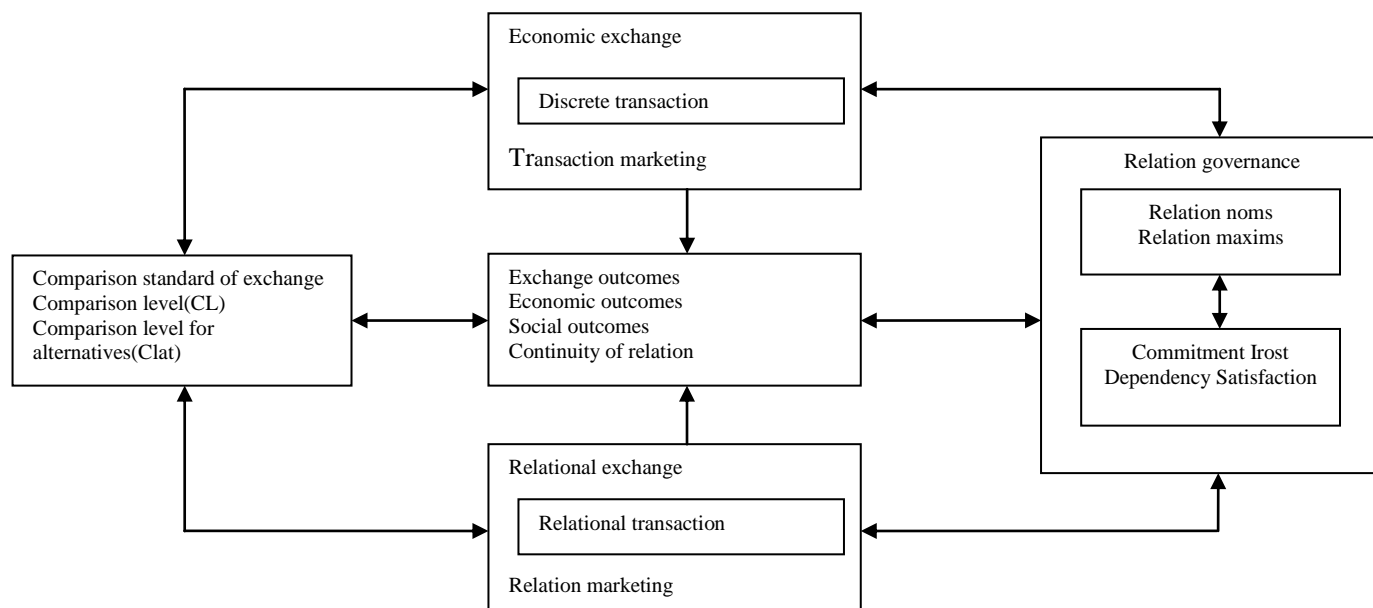 Economic exchange
Discrete transaction
Transaction marketing
Relation governance
Relation noms
Relation maxims
Comparison standard of exchange
Comparison level(CL)
Comparison level for
alternatives(Clat)
Exchange outcomes
Economic outcomes
Social outcomes
Continuity of relation
Commitment Irost
Dependency Satisfaction
Relational exchange
Relational transaction
Relation marketing